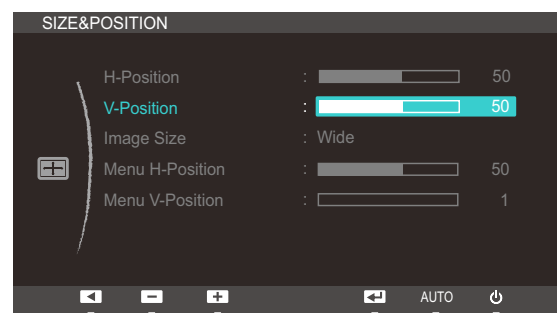 SIZE&POSITION
H-Position : 50
V-Position : 50
Image Size : Wide
Menu H-Position : 50
Menu V-Position : 1
AUTO